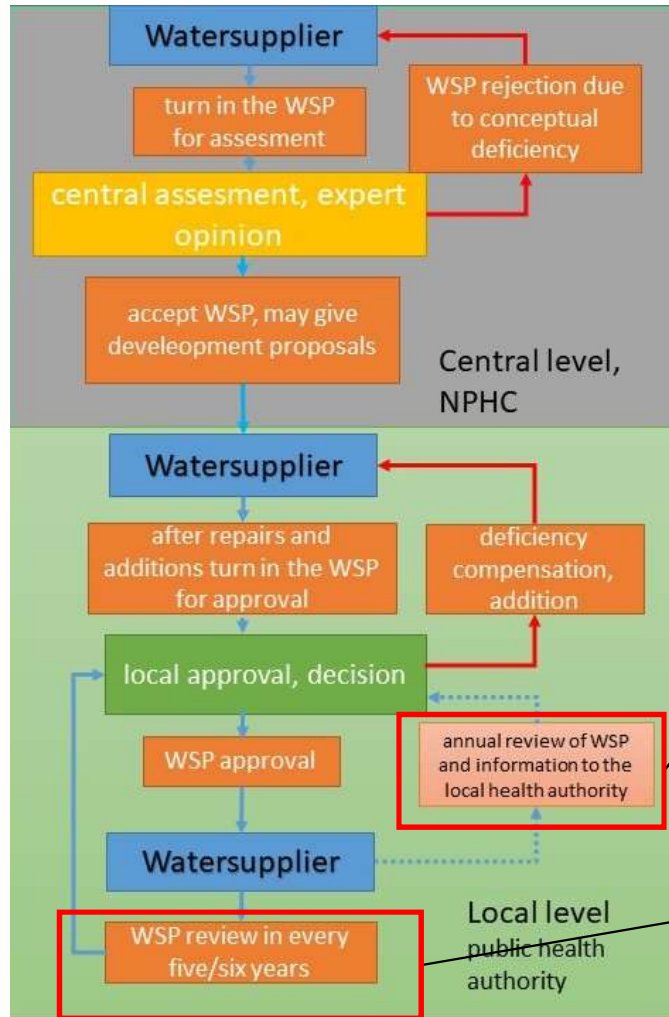 Watersupplier
turn in the WSP
for assesment
WSP rejection due
to conceptual
deficiency
central assesment, expert
opinion
accept WSP, may give
develeopment proposals
Central level,
NPHC
Watersupplier
after repairs and
additions turn in the WSP
for approval
deficiency
compensation,
addition
local approval, decision
annual review of WSP
and information to the
local health authority
WSP approval
Watersupplier
WSP review in every
five/six years
Local level
public health
authority